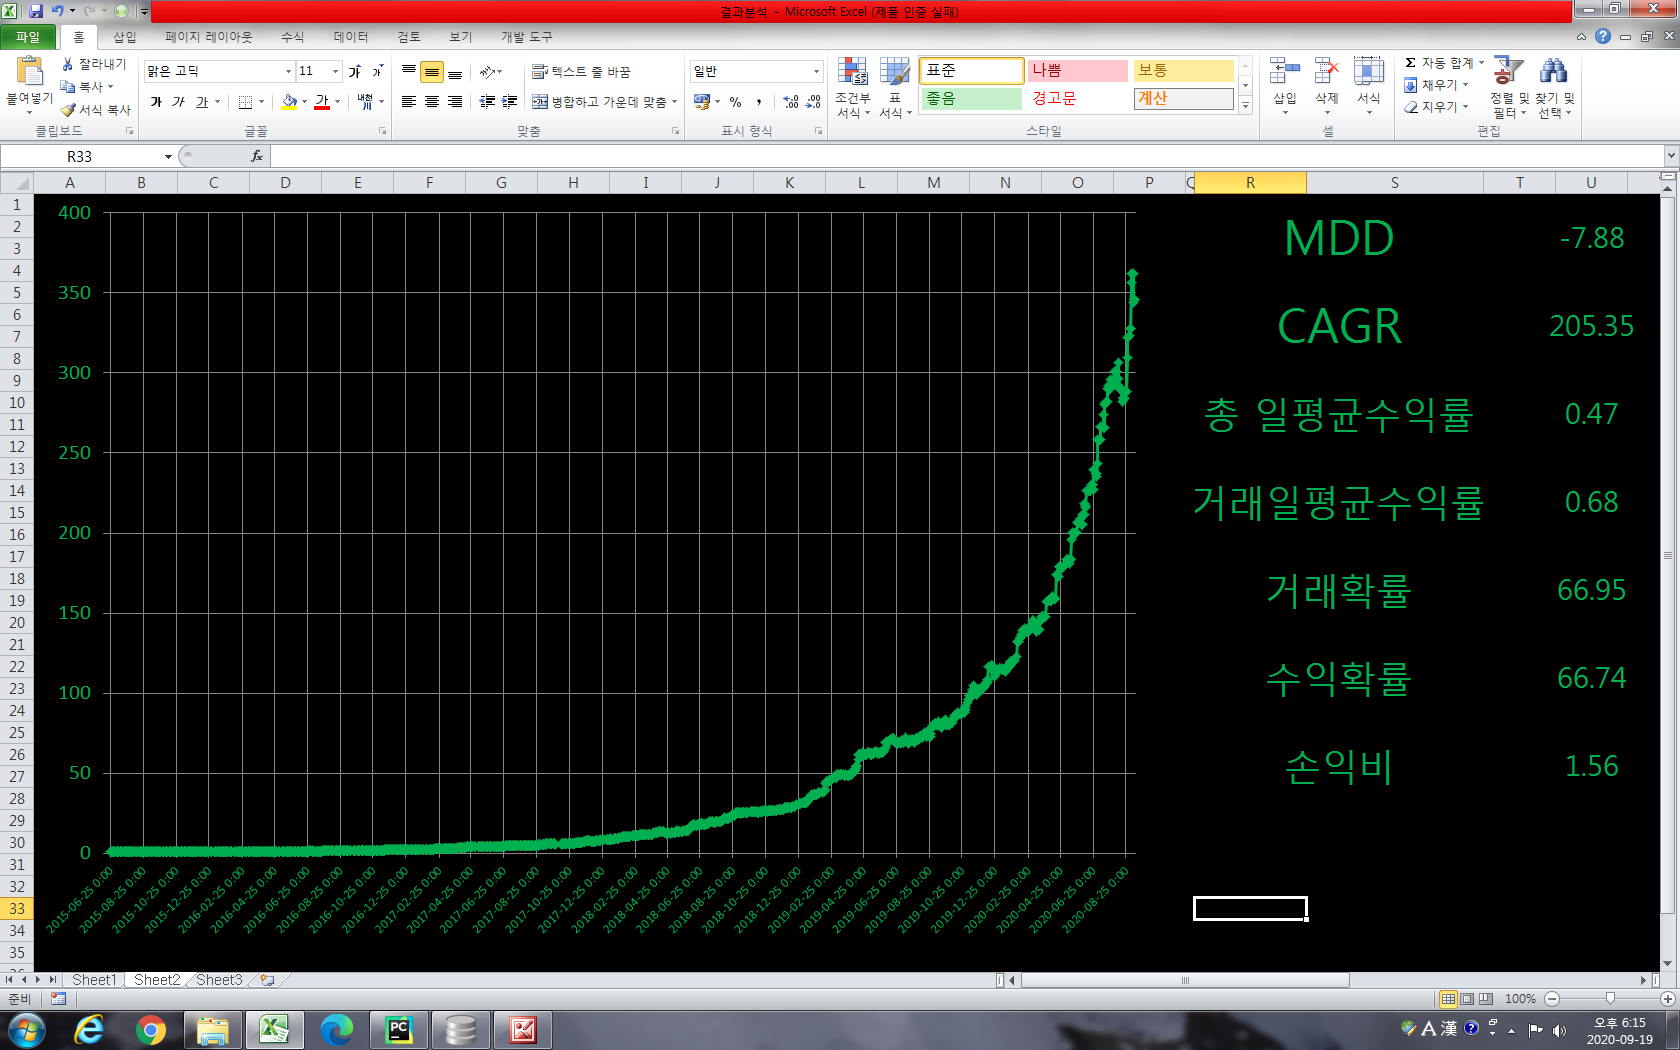 결과분석 - Microsoft Excel (제품 인증 실패)
파일 홈 삽입 페이지 레이아웃 수식 데이터 검토 보기 개발 도구
붙여넣기
잘라내기
복사
서식 복사
클립보드
맑은 고딕 11
가 가
가 가 가 가 내천
글꼴
텍스트 줄 바꿈
병합하고 가운데 맞춤
맞춤
일반
% ,
표시 형식
조건부 서식
표 서식
표준 나쁨 보통
좋음 경고문 계산
스타일
삽입 삭제 서식
셀
Σ 자동 합계
채우기
지우기
정렬 및 필터
찾기 및 선택
편집
R33 fx
A B C D E F G H I J K L M N O P Q R S T U
1
2
3
4
5
6
7
8
9
10
11
12
13
14
15
16
17
18
19
20
21
22
23
24
25
26
27
28
29
30
31
32
33
34
35
400
350
300
250
200
150
100
50
0
2015-06-25 0:00
2015-08-25 0:00
2015-10-25 0:00
2015-12-25 0:00
2016-02-25 0:00
2016-04-25 0:00
2016-06-25 0:00
2016-08-25 0:00
2016-10-25 0:00
2016-12-25 0:00
2017-02-25 0:00
2017-04-25 0:00
2017-06-25 0:00
2017-08-25 0:00
2017-10-25 0:00
2017-12-25 0:00
2018-02-25 0:00
2018-04-25 0:00
2018-06-25 0:00
2018-08-25 0:00
2018-10-25 0:00
2018-12-25 0:00
2019-02-25 0:00
2019-04-25 0:00
2019-06-25 0:00
2019-08-25 0:00
2019-10-25 0:00
2019-12-25 0:00
2020-02-25 0:00
2020-04-25 0:00
2020-06-25 0:00
2020-08-25 0:00
MDD -7.88
CAGR 205.35
총 일평균수익률 0.47
거래일평균수익률 0.68
거래확률 66.95
수익확률 66.74
손익비 1.56
Sheet1 Sheet2 Sheet3
준비 100%
PC
A 漢
오후 6:15
2020-09-19